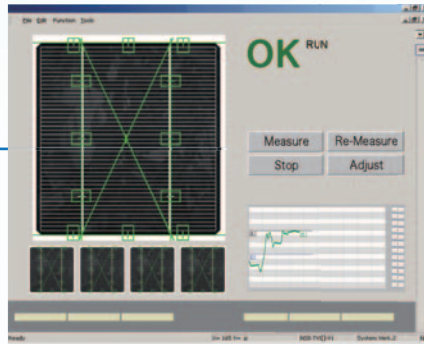 File Edit Function Tools
OK RUN
Measure Re-Measure
Stop Adjust
Ready